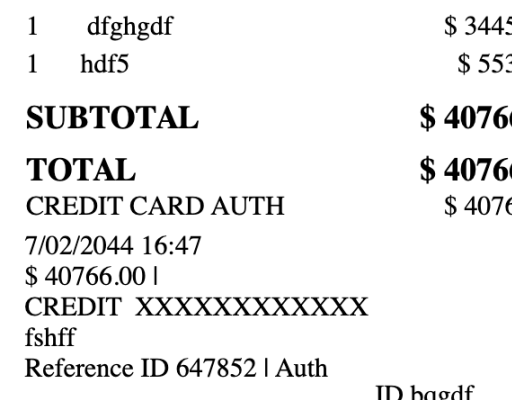 1 dfghgdf $ 3445
1 hdf5 $ 553
SUBTOTAL $ 40766
TOTAL $ 40766
CREDIT CARD AUTH $ 4076
7/02/2044 16:47
$ 40766.00 |
CREDIT XXXXXXXXXXXX
fshff
Reference ID 647852 | Auth
ID bqgdf